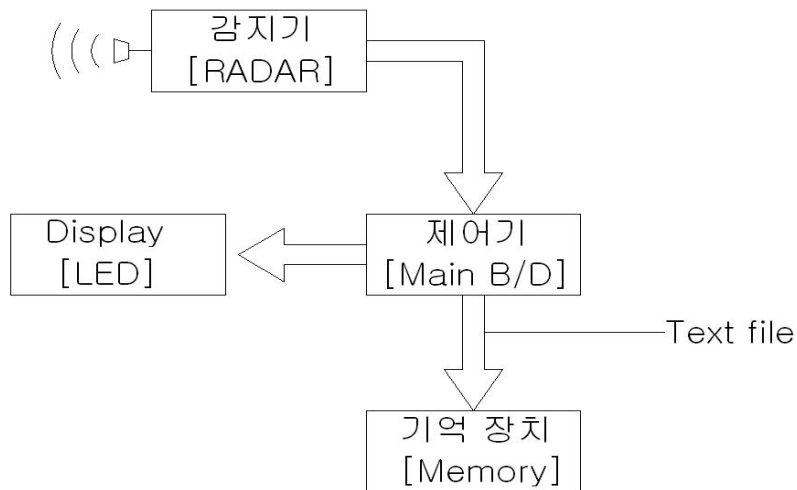 감지기
[RADAR]
Display
[LED]
제어기
[Main B/D]
Text file
기억 장치
[Memory]